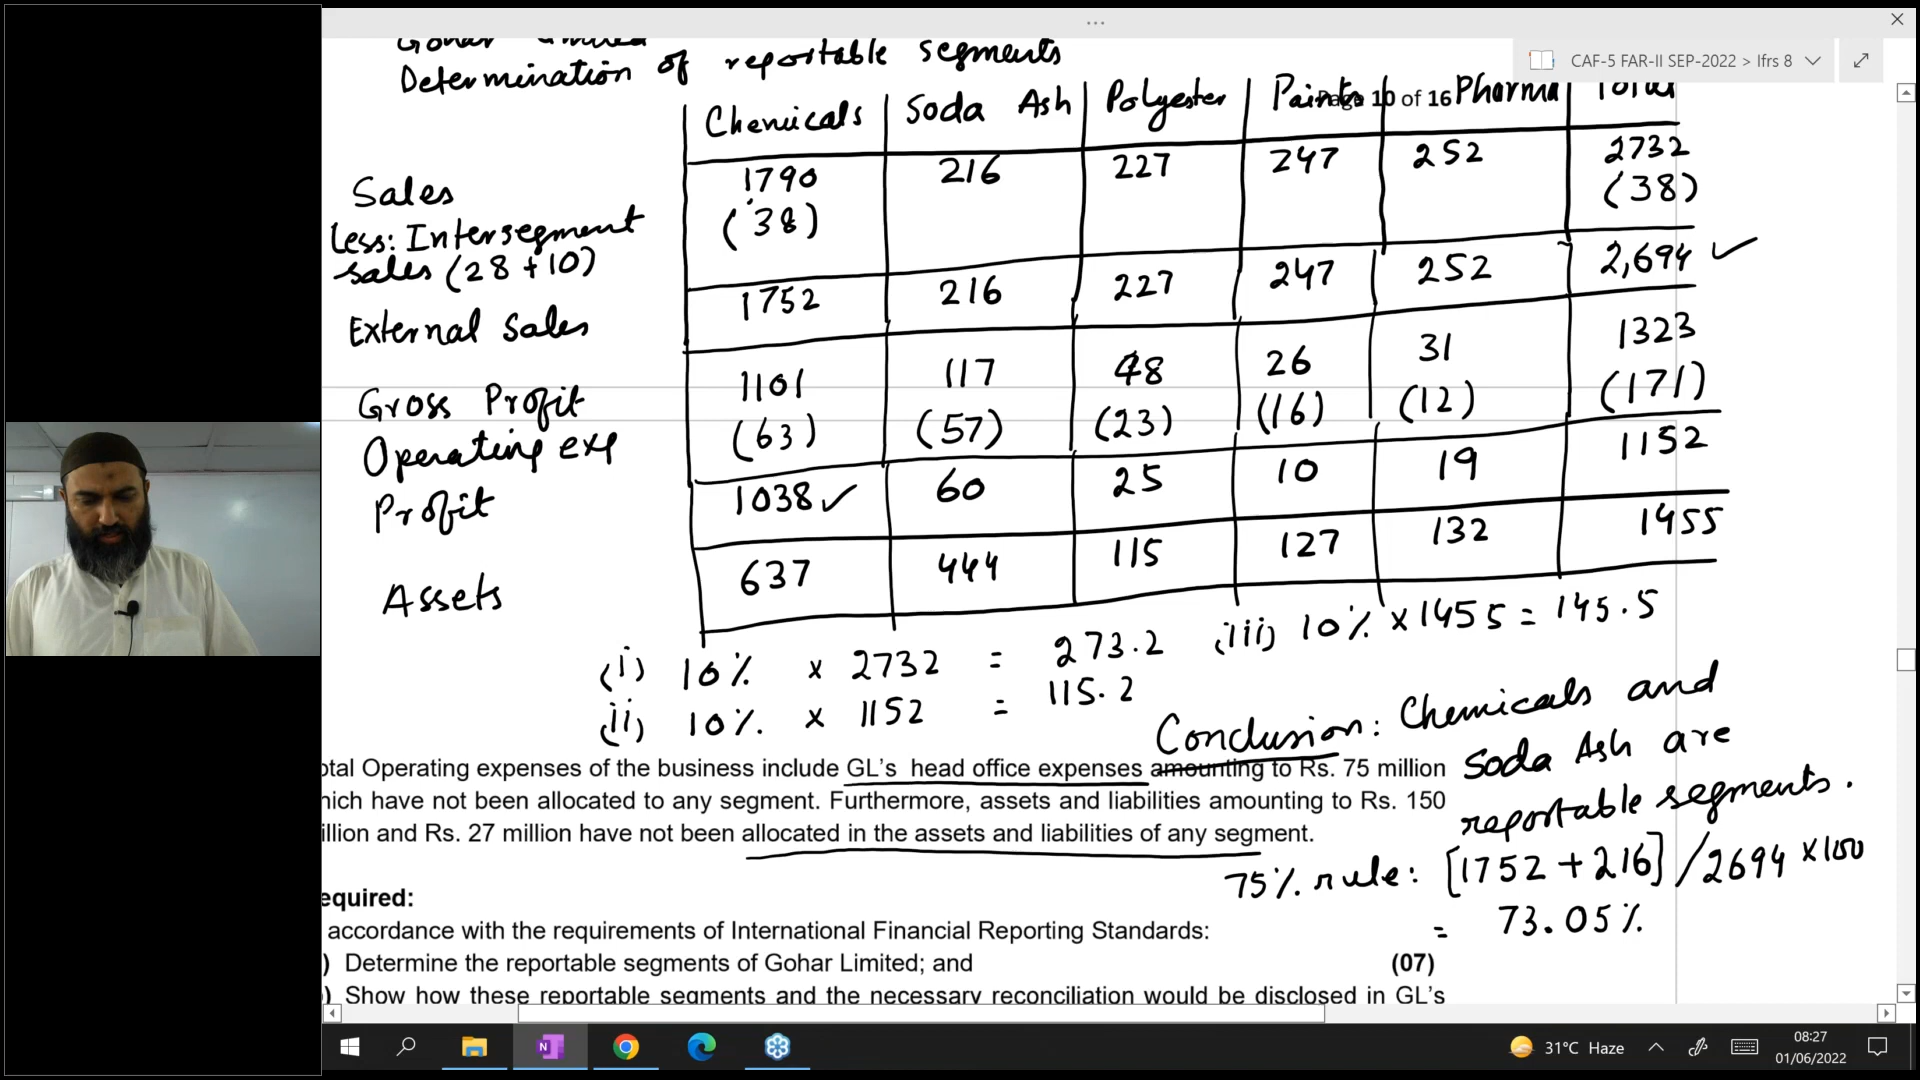 Gohar Limited
Determination of reportable segments
CAF-5 FAR-II SEP-2022 > Ifrs 8
Page 10 of 16
Chemicals Soda Ash Polyester Paints Pharma Total
Sales 1790 216 227 247 252 2732
Less: Intersegment sales (28+10) (38) (38)
External Sales 1752 216 227 247 252 2,694 ✓
Gross Profit 1101 117 48 26 31 1323
Operating exp (63) (57) (23) (16) (12) (171)
Profit 1038 ✓ 60 25 10 19 1152
Assets 637 444 115 127 132 1455
(i) 10% x 2732 = 273.2
(ii) 10% x 1152 = 115.2
(iii) 10% x 1455 = 145.5
Conclusion: Chemicals and
Soda Ash are
reportable segments.
75% rule: [1752 + 216] / 2694 x 100
= 73.05%
otal Operating expenses of the business include GL's head office expenses amounting to Rs. 75 million
hich have not been allocated to any segment. Furthermore, assets and liabilities amounting to Rs. 150
illion and Rs. 27 million have not been allocated in the assets and liabilities of any segment.
equired:
accordance with the requirements of International Financial Reporting Standards:
) Determine the reportable segments of Gohar Limited; and (07)
) Show how these reportable segments and the necessary reconciliation would be disclosed in GL's
31°C Haze
08:27
01/06/2022